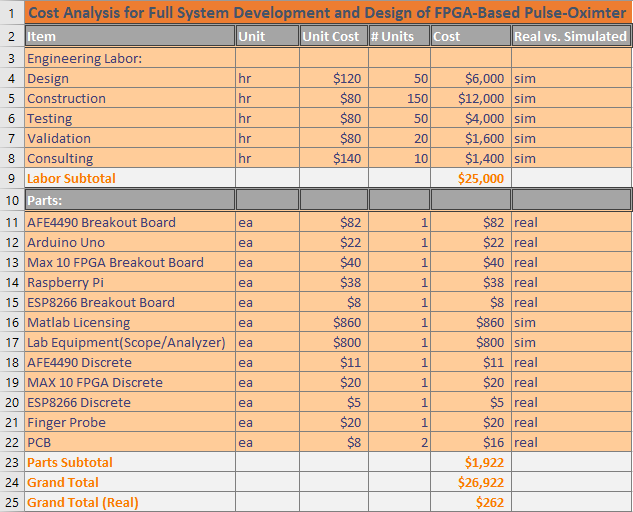 1 Cost Analysis for Full System Development and Design of FPGA-Based Pulse-Oximter
2 Item Unit Unit Cost # Units Cost Real vs. Simulated
3 Engineering Labor:
4 Design hr $120 50 $6,000 sim
5 Construction hr $80 150 $12,000 sim
6 Testing hr $80 50 $4,000 sim
7 Validation hr $80 20 $1,600 sim
8 Consulting hr $140 10 $1,400 sim
9 Labor Subtotal $25,000
10 Parts:
11 AFE4490 Breakout Board ea $82 1 $82 real
12 Arduino Uno ea $22 1 $22 real
13 Max 10 FPGA Breakout Board ea $40 1 $40 real
14 Raspberry Pi ea $38 1 $38 real
15 ESP8266 Breakout Board ea $8 1 $8 real
16 Matlab Licensing ea $860 1 $860 sim
17 Lab Equipment(Scope/Analyzer) ea $800 1 $800 sim
18 AFE4490 Discrete ea $11 1 $11 real
19 MAX 10 FPGA Discrete ea $20 1 $20 real
20 ESP8266 Discrete ea $5 1 $5 real
21 Finger Probe ea $20 1 $20 real
22 PCB ea $8 2 $16 real
23 Parts Subtotal $1,922
24 Grand Total $26,922
25 Grand Total (Real) $262